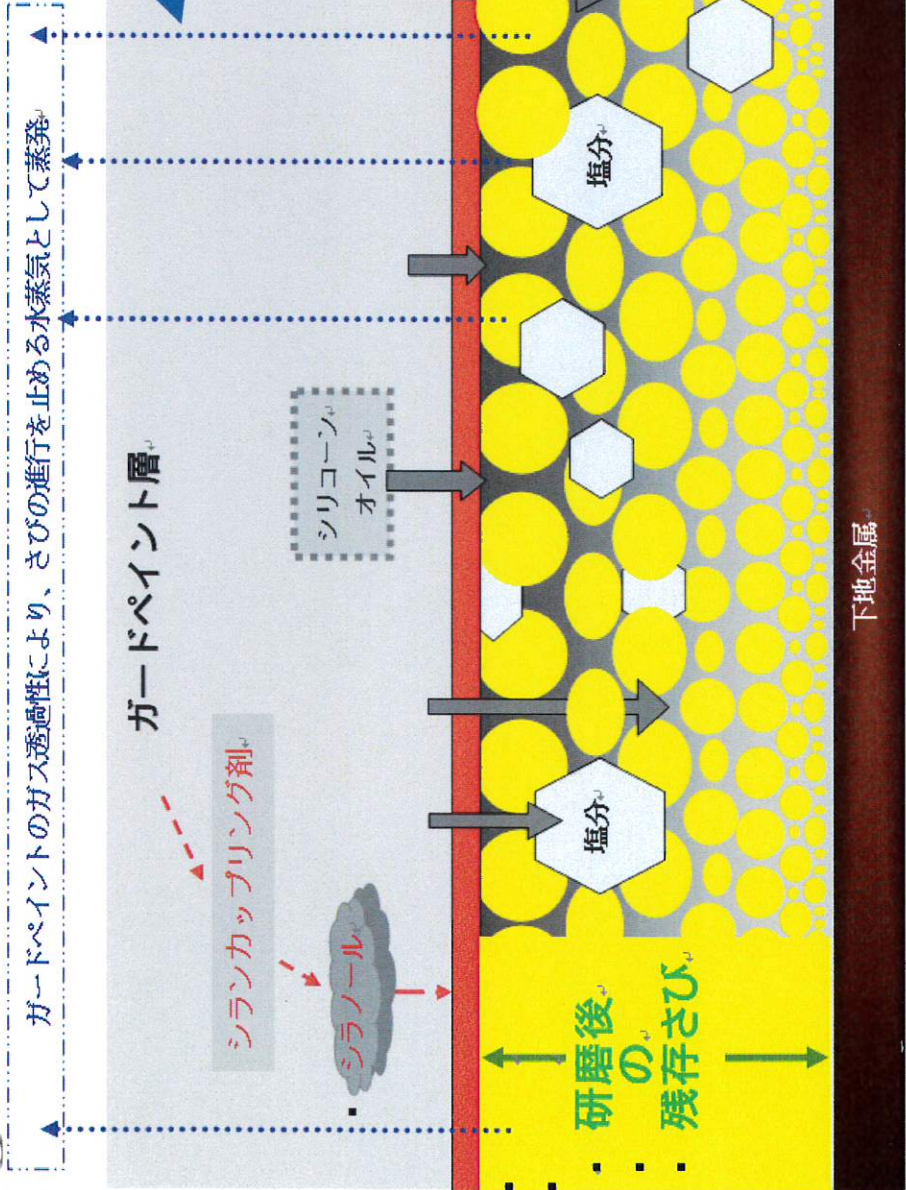 ガードペイントのガス透過性により、さびの進行を止める水蒸気として蒸発
ガードペイント層
シランカップリング剤
シラノール
シリコーン
オイル
塩分
塩分
研磨後
の
残存さび
下地金属